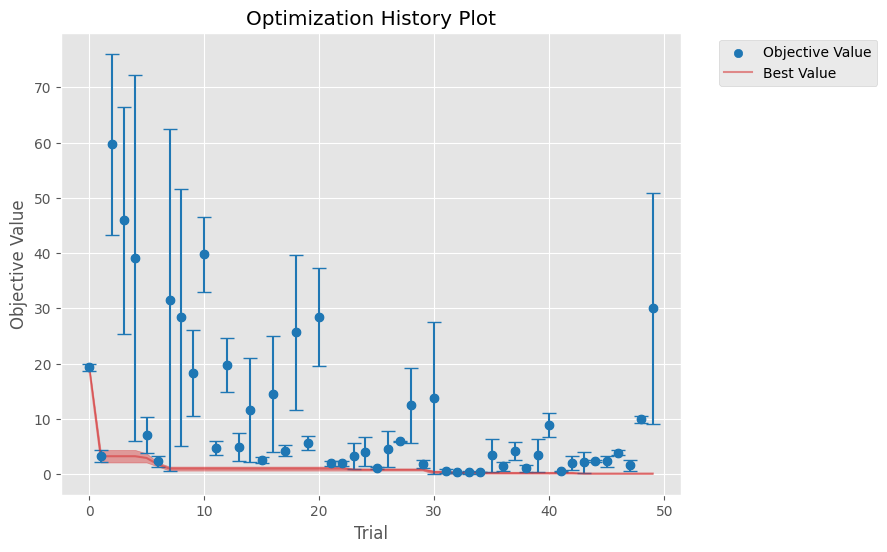 Optimization History Plot
Objective Value
Best Value
Objective Value
70
60
50
40
30
20
10
0
0 10 20 30 40 50
Trial